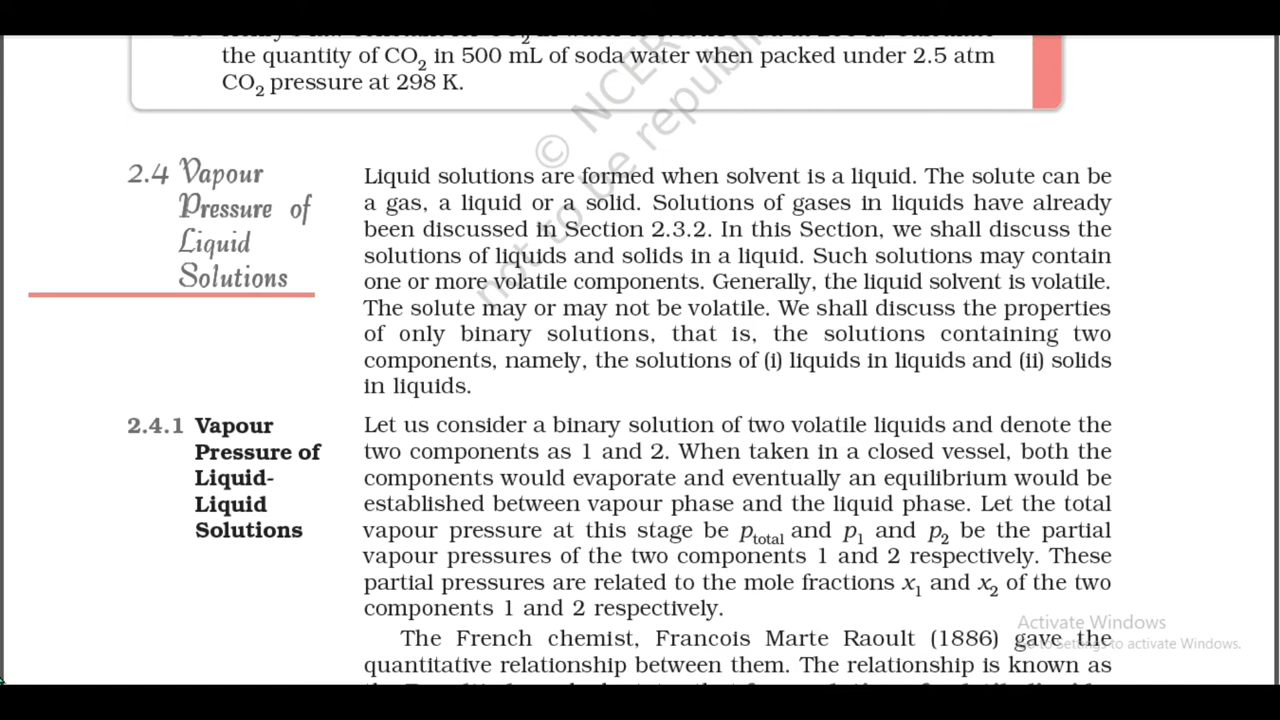 the quantity of CO2 in 500 mL of soda water when packed under 2.5 atm
CO2 pressure at 298 K.
© NCER
not to be republi
2.4 Vapour
Pressure of
Liquid
Solutions
Liquid solutions are formed when solvent is a liquid. The solute can be
a gas, a liquid or a solid. Solutions of gases in liquids have already
been discussed in Section 2.3.2. In this Section, we shall discuss the
solutions of liquids and solids in a liquid. Such solutions may contain
one or more volatile components. Generally, the liquid solvent is volatile.
The solute may or may not be volatile. We shall discuss the properties
of only binary solutions, that is, the solutions containing two
components, namely, the solutions of (i) liquids in liquids and (ii) solids
in liquids.
2.4.1 Vapour
Pressure of
Liquid-
Liquid
Solutions
Let us consider a binary solution of two volatile liquids and denote the
two components as 1 and 2. When taken in a closed vessel, both the
components would evaporate and eventually an equilibrium would be
established between vapour phase and the liquid phase. Let the total
vapour pressure at this stage be p_total and p1 and p2 be the partial
vapour pressures of the two components 1 and 2 respectively. These
partial pressures are related to the mole fractions x1 and x2 of the two
components 1 and 2 respectively.
The French chemist, Francois Marte Raoult (1886) gave the
quantitative relationship between them. The relationship is known as
Activate Windows
Go to Settings to activate Windows.